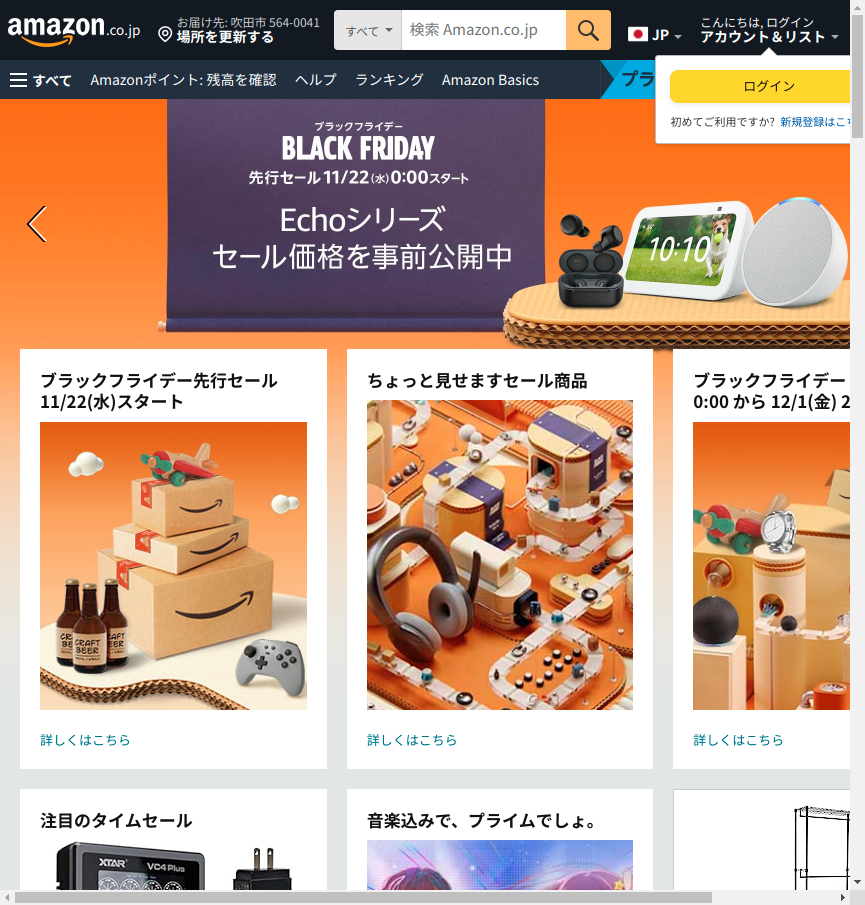 amazon.co.jp
お届け先: 吹田市 564-0041
場所を更新する
すべて
検索 Amazon.co.jp
JP
こんにちは, ログイン
アカウント＆リスト
すべて
Amazonポイント: 残高を確認
ヘルプ
ランキング
Amazon Basics
プラ
ログイン
初めてご利用ですか? 新規登録はこち
ブラックフライデー
BLACK FRIDAY
先行セール 11/22(水)0:00スタート
Echoシリーズ
セール価格を事前公開中
10:10
ブラックフライデー先行セール
11/22(水)スタート
CRAFT
BEER
詳しくはこちら
ちょっと見せますセール商品
詳しくはこちら
ブラックフライデー
0:00 から 12/1(金) 2
詳しくはこちら
注目のタイムセール
XTAR VC4 Plus
音楽込みで、プライムでしょ。